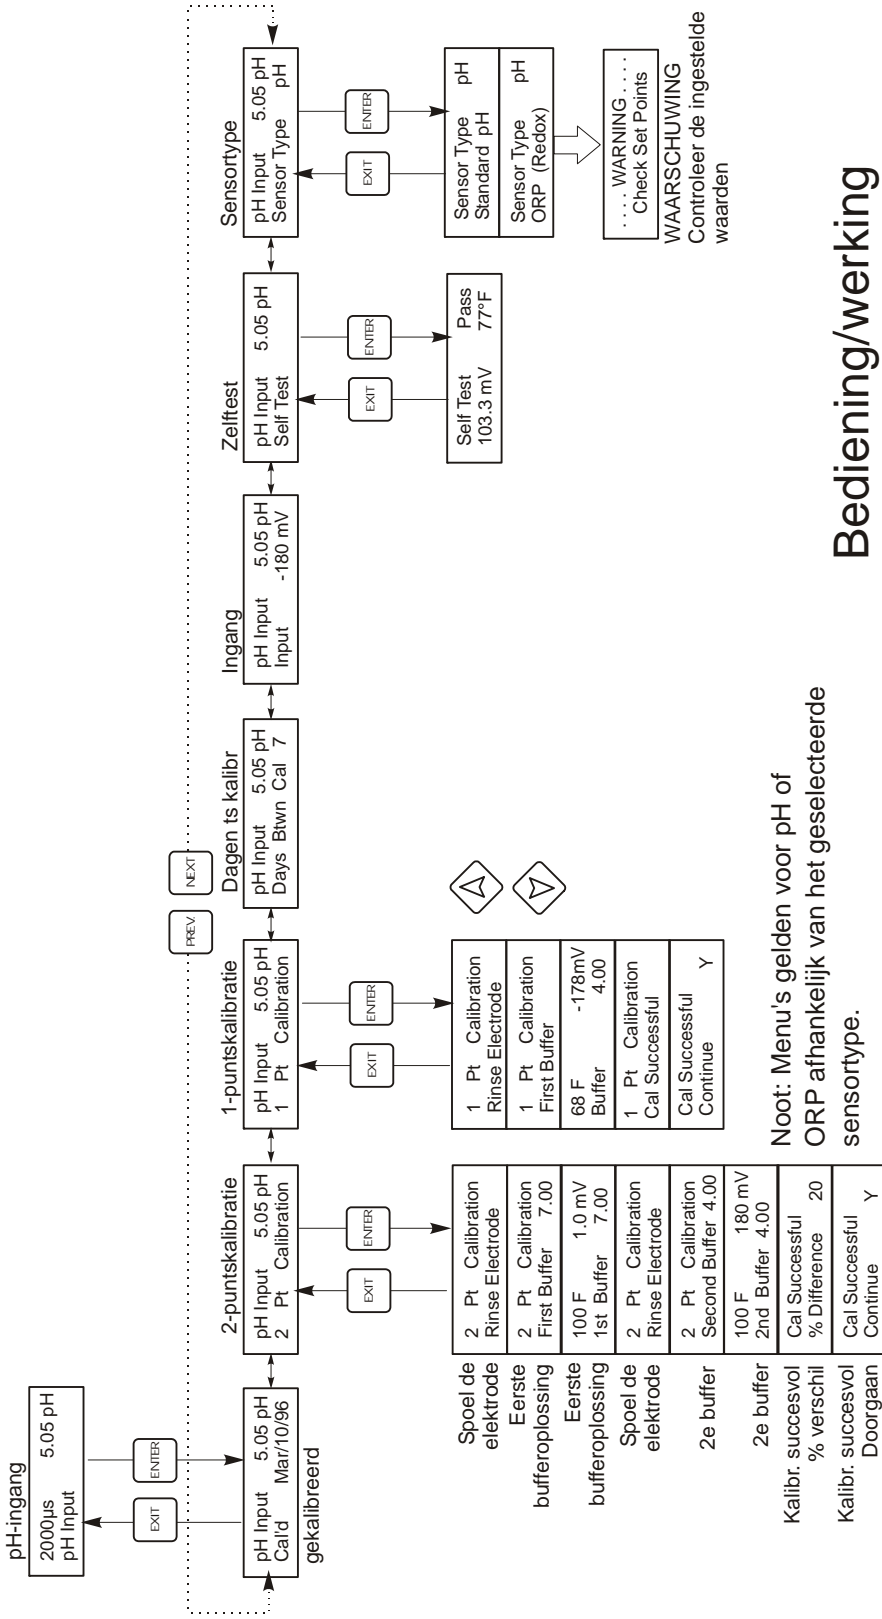 pH-ingang
2000µs 5.05 pH
pH Input
EXIT
ENTER
pH Input 5.05 pH
Cal'd Mar/10/96
gekalibreerd
PREV.
NEXT
2-puntskalibratie
pH Input 5.05 pH
2 Pt Calibration
EXIT
ENTER
Spoel de
elektrode
2 Pt Calibration
Rinse Electrode
Eerste
bufferoplossing
2 Pt Calibration
First Buffer 7.00
Eerste
bufferoplossing
100 F 1.0 mV
1st Buffer 7.00
Spoel de
elektrode
2 Pt Calibration
Rinse Electrode
2e buffer
2 Pt Calibration
Second Buffer 4.00
2e buffer
100 F 180 mV
2nd Buffer 4.00
Kalibr. succesvol
% verschil
Cal Successful
% Difference 20
Kalibr. succesvol
Doorgaan
Cal Successful
Continue Y
1-puntskalibratie
pH Input 5.05 pH
1 Pt Calibration
EXIT
ENTER
1 Pt Calibration
Rinse Electrode
1 Pt Calibration
First Buffer
68 F -178mV
Buffer 4.00
1 Pt Calibration
Cal Successful
Cal Successful
Continue Y
Dagen ts kalibr
pH Input 5.05 pH
Days Btwn Cal 7
Ingang
pH Input 5.05 pH
Input -180 mV
Zelftest
pH Input 5.05 pH
Self Test
EXIT
ENTER
Self Test Pass
103.3 mV 77°F
Sensortype
pH Input 5.05 pH
Sensor Type pH
EXIT
ENTER
Sensor Type pH
Standard pH
Sensor Type pH
ORP (Redox)
. . . . WARNING . . . .
Check Set Points
WAARSCHUWING
Controleer de ingestelde
waarden
Noot: Menu's gelden voor pH of
ORP afhankelijk van het geselecteerde
sensortype.
Bediening/werking